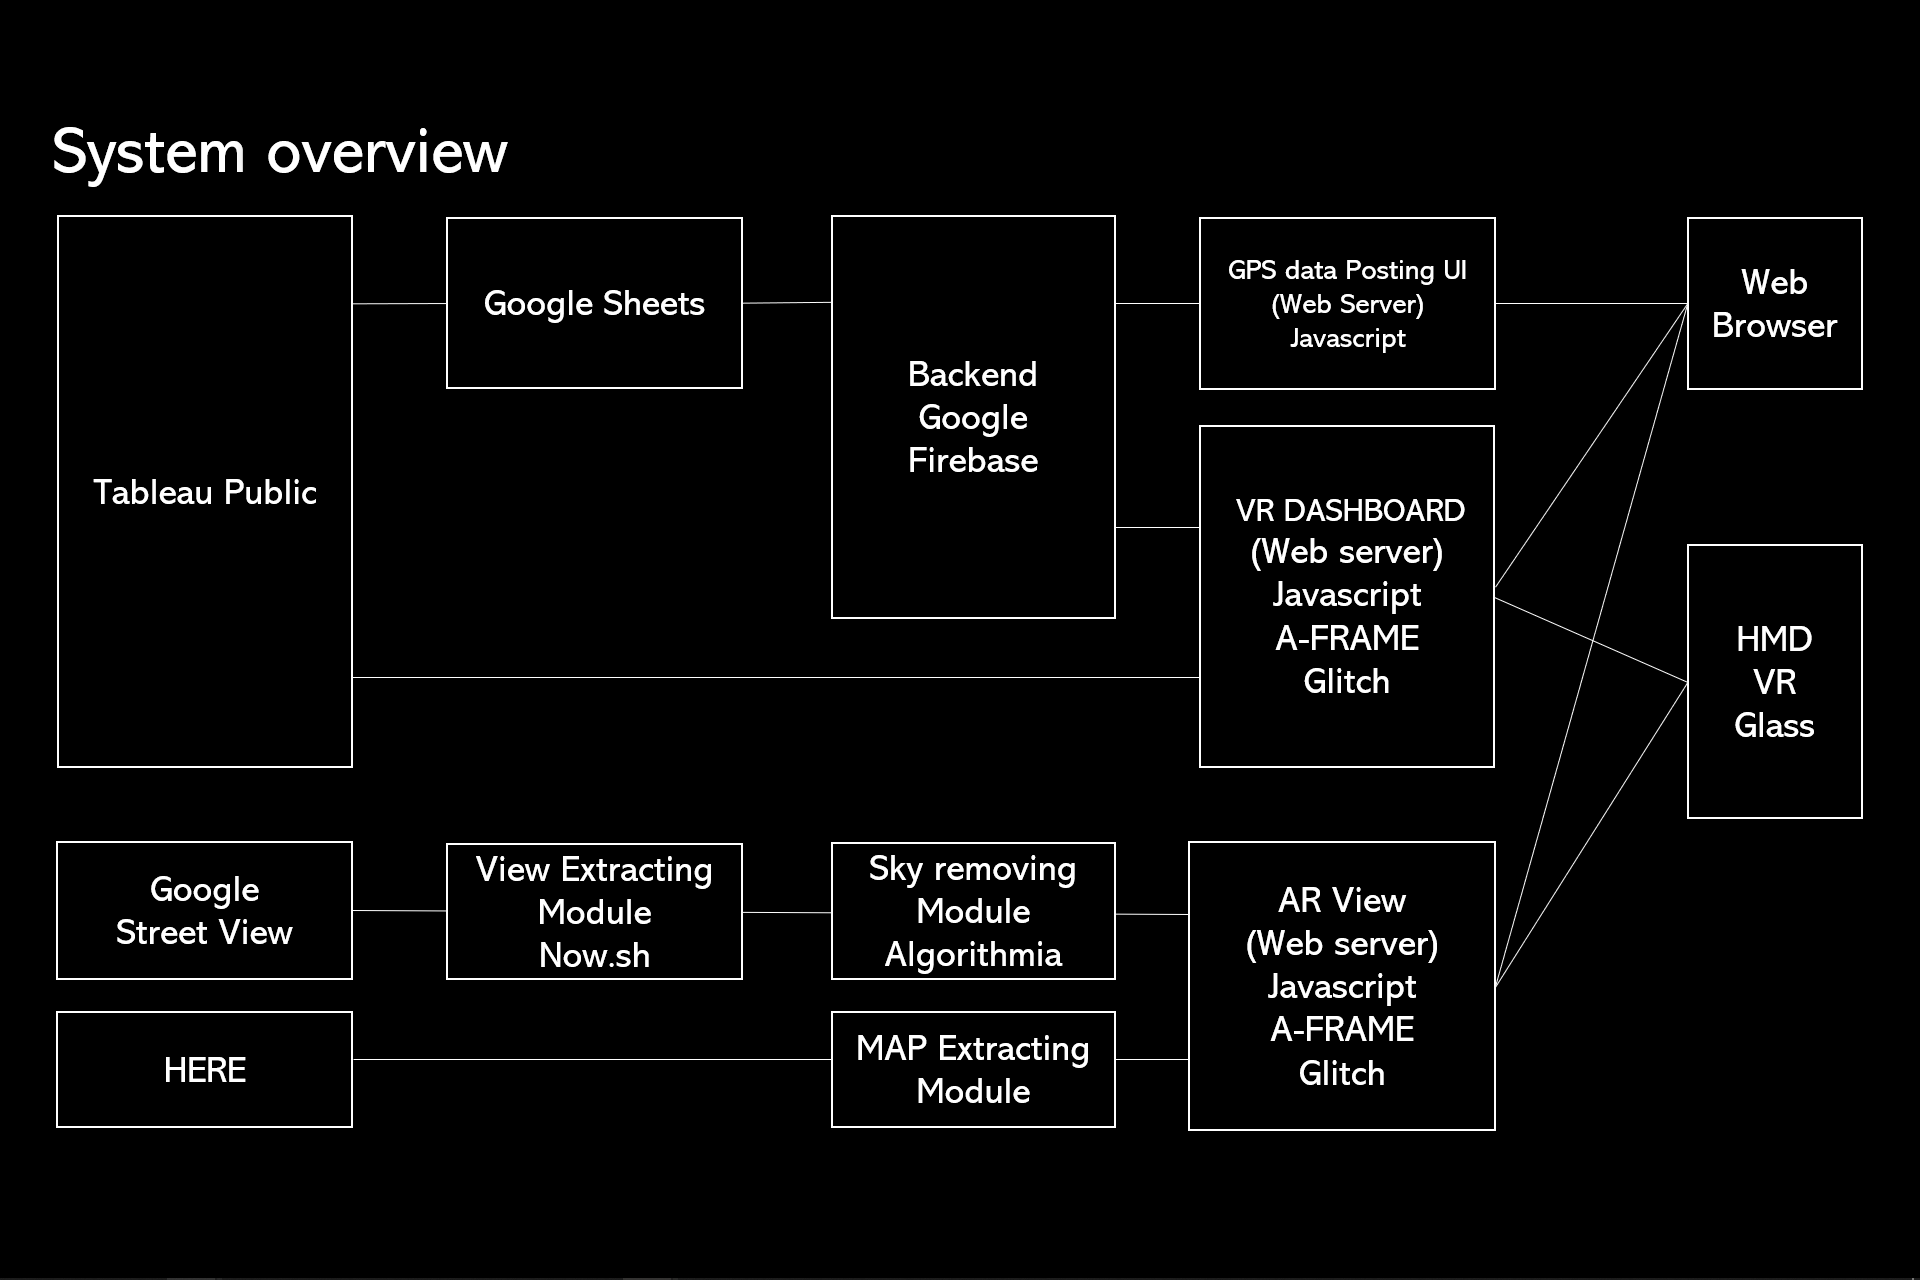 System overview
Tableau Public
Google Sheets
Backend
Google
Firebase
GPS data Posting UI
(Web Server)
Javascript
Web
Browser
VR DASHBOARD
(Web server)
Javascript
A-FRAME
Glitch
HMD
VR
Glass
Google
Street View
View Extracting
Module
Now.sh
Sky removing
Module
Algorithmia
AR View
(Web server)
Javascript
A-FRAME
Glitch
HERE
MAP Extracting
Module